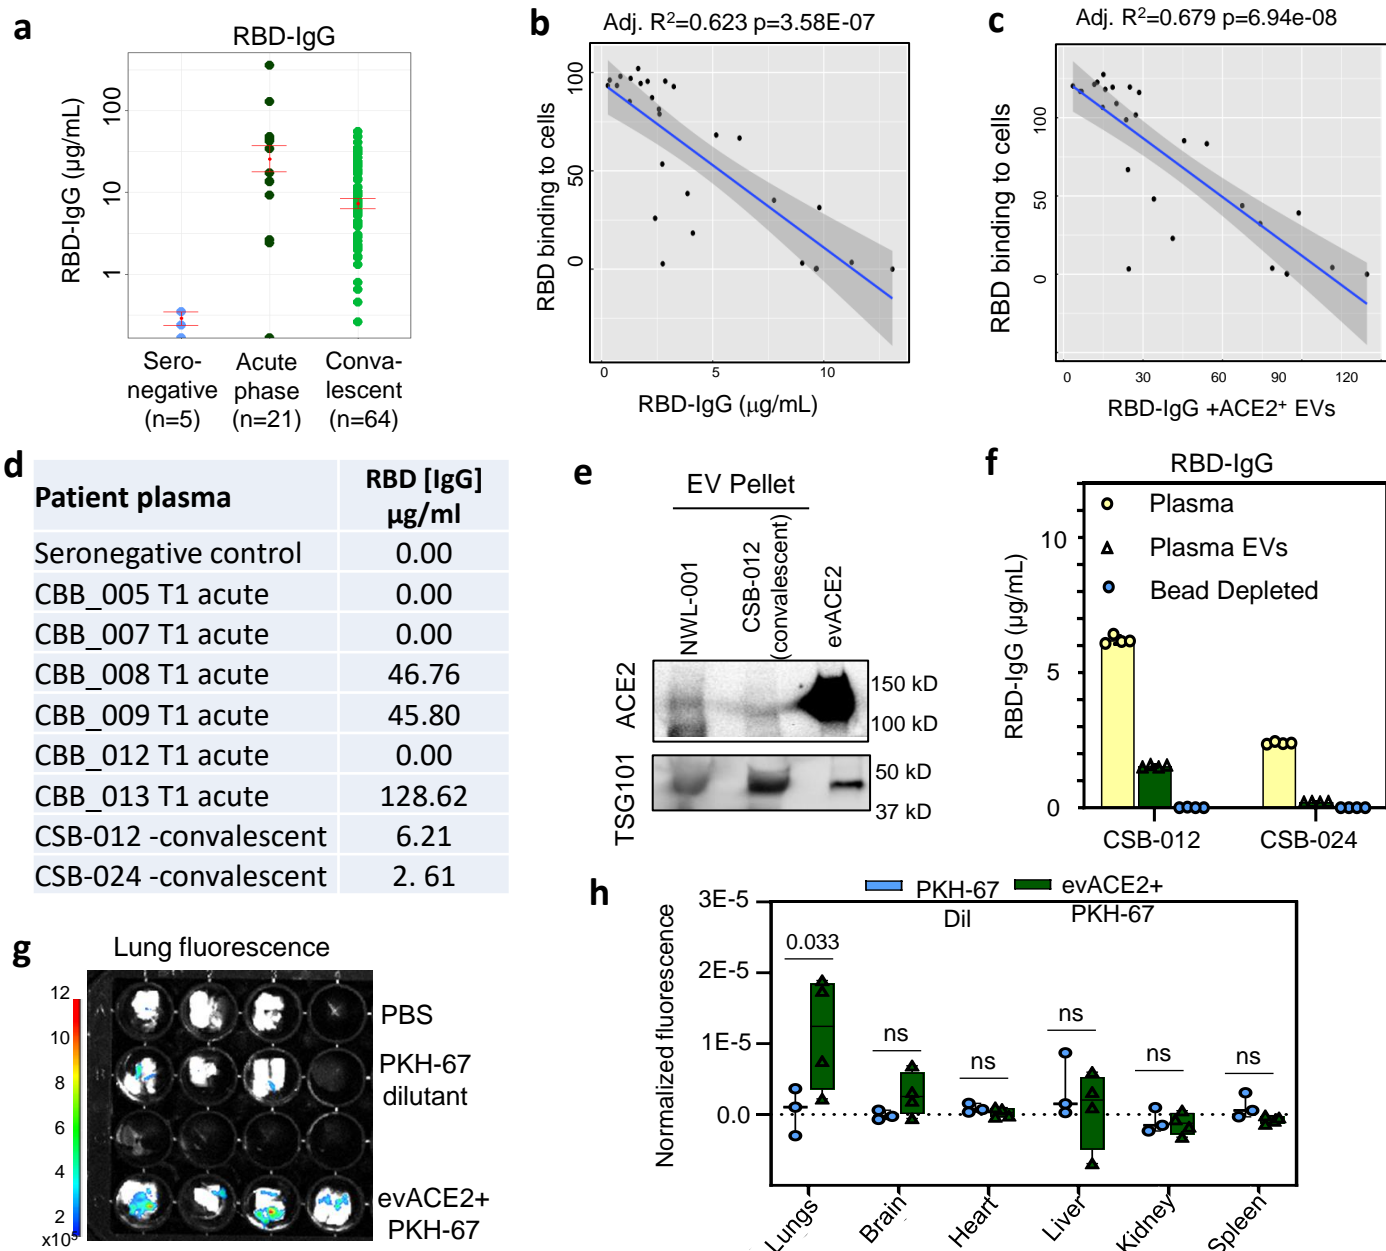 a
RBD-IgG
RBD-IgG (µg/mL)
100
10
1
Sero-
negative
(n=5)
Acute
phase
(n=21)
Conva-
lescent
(n=64)
b
Adj. R²=0.623 p=3.58E-07
RBD binding to cells
100
50
0
0 5 10
RBD-IgG (µg/mL)
c
Adj. R²=0.679 p=6.94e-08
RBD binding to cells
100
50
0
0 30 60 90 120
RBD-IgG +ACE2⁺ EVs
d
Patient plasma RBD [IgG] µg/ml
Seronegative control 0.00
CBB_005 T1 acute 0.00
CBB_007 T1 acute 0.00
CBB_008 T1 acute 46.76
CBB_009 T1 acute 45.80
CBB_012 T1 acute 0.00
CBB_013 T1 acute 128.62
CSB-012 -convalescent 6.21
CSB-024 -convalescent 2. 61
e
EV Pellet
NWL-001
CSB-012
(convalescent)
evACE2
ACE2
150 kD
100 kD
TSG101
50 kD
37 kD
f
RBD-IgG
Plasma
Plasma EVs
Bead Depleted
RBD-IgG (µg/mL)
10
5
0
CSB-012 CSB-024
g
Lung fluorescence
12
10
8
6
4
2
x10⁵
PBS
PKH-67
dilutant
evACE2+
PKH-67
h
PKH-67
Dil
evACE2+
PKH-67
Normalized fluorescence
3E-5
2E-5
1E-5
0.0
0.033
ns
ns
ns
ns
ns
Lungs
Brain
Heart
Liver
Kidney
Spleen